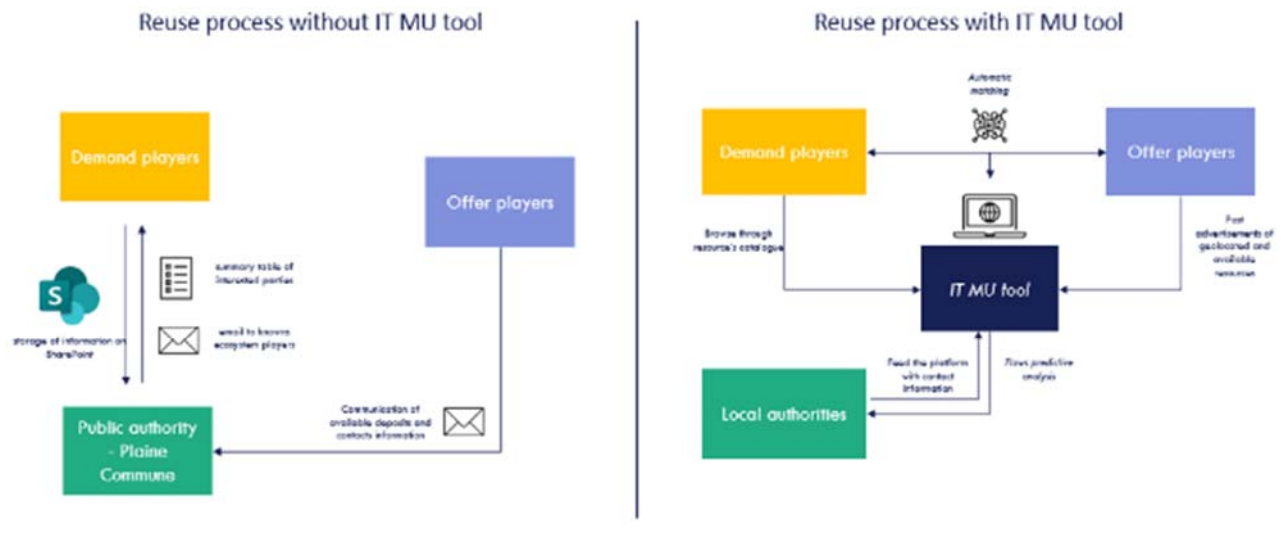 Reuse process without IT MU tool
Demand players
Offer players
S
summary table of
interested parties
email to known
ecosystem players
storage of information on
SharePoint
Public authority
- Plaine
Commune
Communication of
available deposits and
contacts information
Reuse process with IT MU tool
Automatic
matching
Demand players
Offer players
Browse through
resource's catalogue
Post
advertisements of
geolocated and
available
resources
IT MU tool
Feed the platform
with contact
information
Flows predictive
analysis
Local authorities